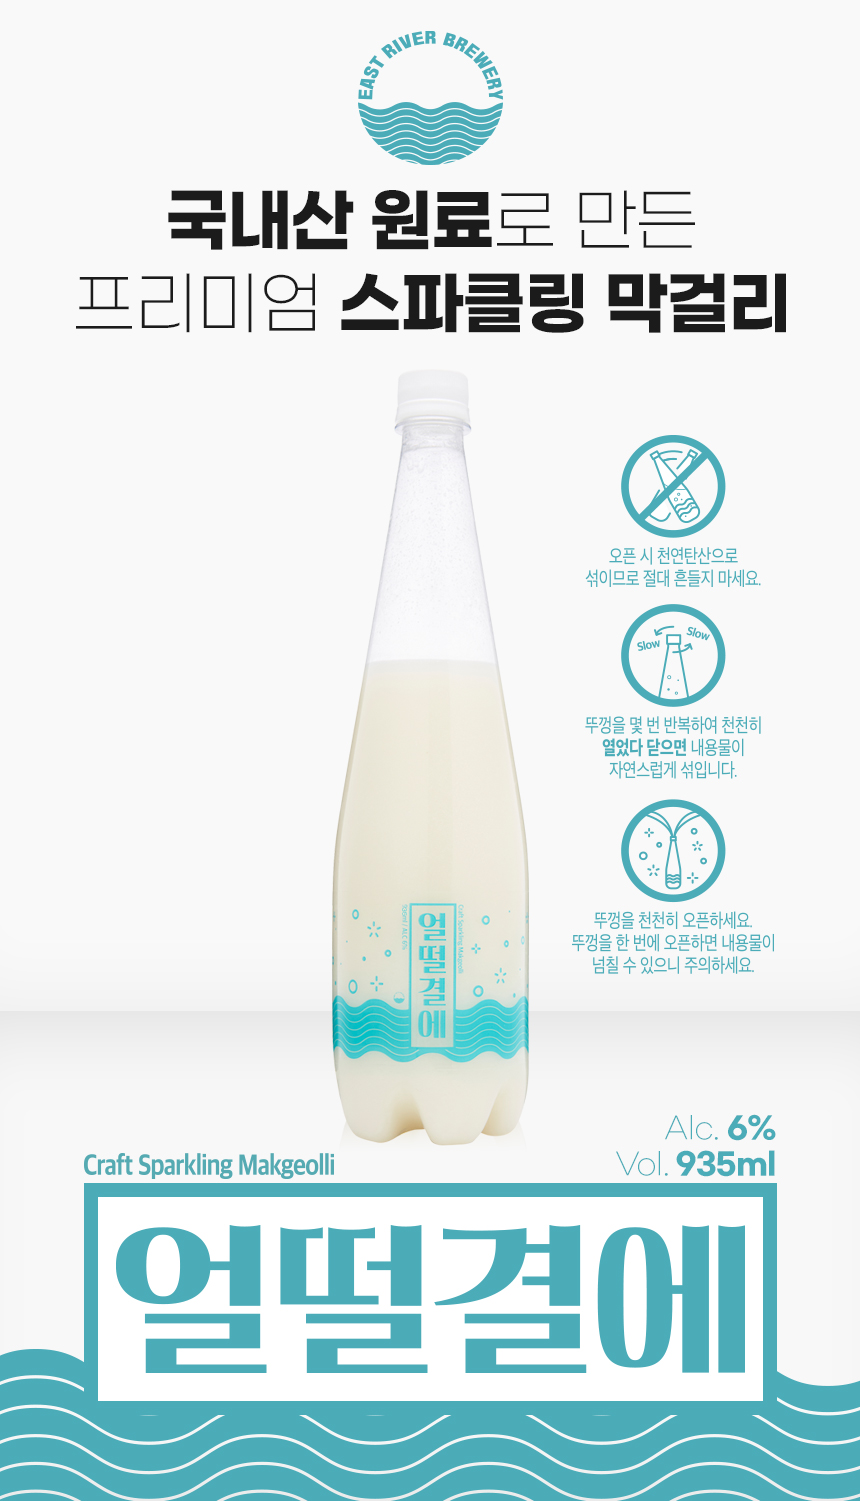 EAST RIVER BREWERY
국내산 원료로 만든
프리미엄 스파클링 막걸리
오픈 시 천연탄산으로
섞이므로 절대 흔들지 마세요.
Slow
Slow
뚜껑을 몇 번 반복하여 천천히
열었다 닫으면 내용물이
자연스럽게 섞입니다.
뚜껑을 천천히 오픈하세요.
뚜껑을 한 번에 오픈하면 내용물이
넘칠 수 있으니 주의하세요.
935ml / Alc 6%
얼떨결에
Craft Sparkling Makgeolli
Alc. 6%
Vol. 935ml
Craft Sparkling Makgeolli
얼떨결에